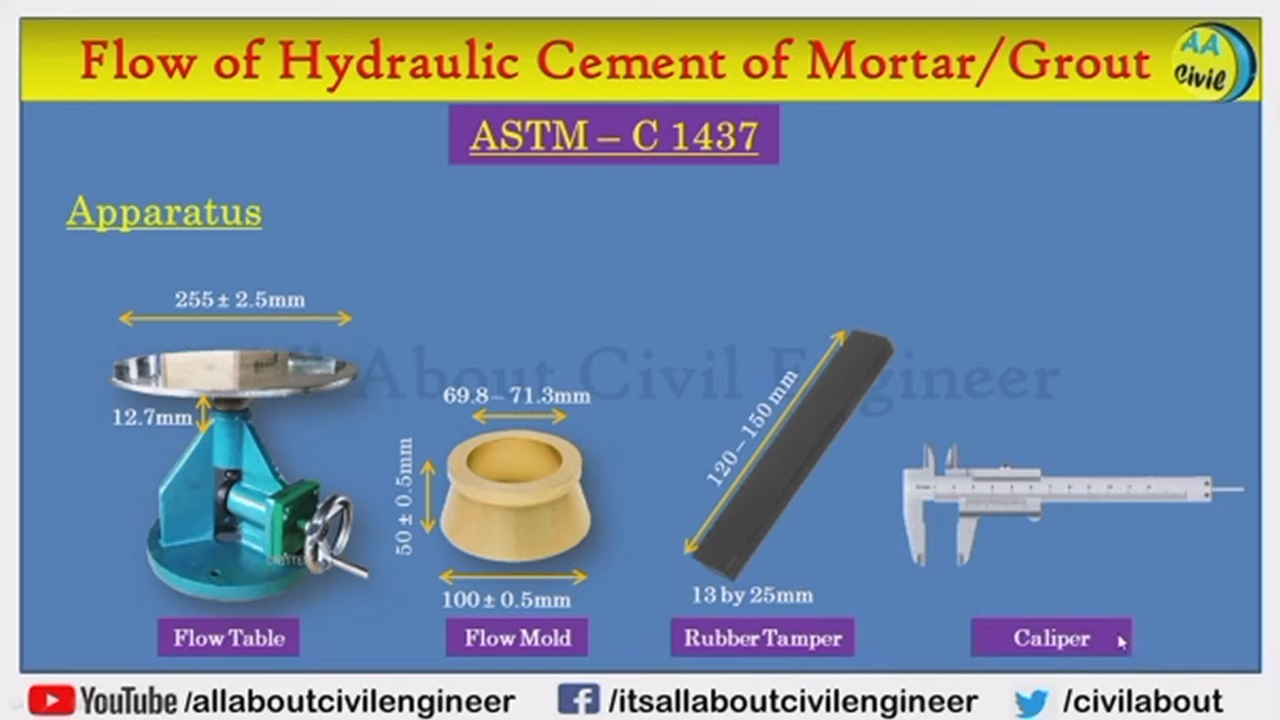 Flow of Hydraulic Cement of Mortar/Grout
AA
Civil
ASTM – C 1437
Apparatus
255 ± 2.5mm
All About Civil Engineer
12.7mm
69.8 – 71.3mm
50 ± 0.5mm
100 ± 0.5mm
120 – 150 mm
13 by 25mm
Flow Table
Flow Mold
Rubber Tamper
Caliper
YouTube /allaboutcivilengineer
f /itsallaboutcivilengineer
/civilabout